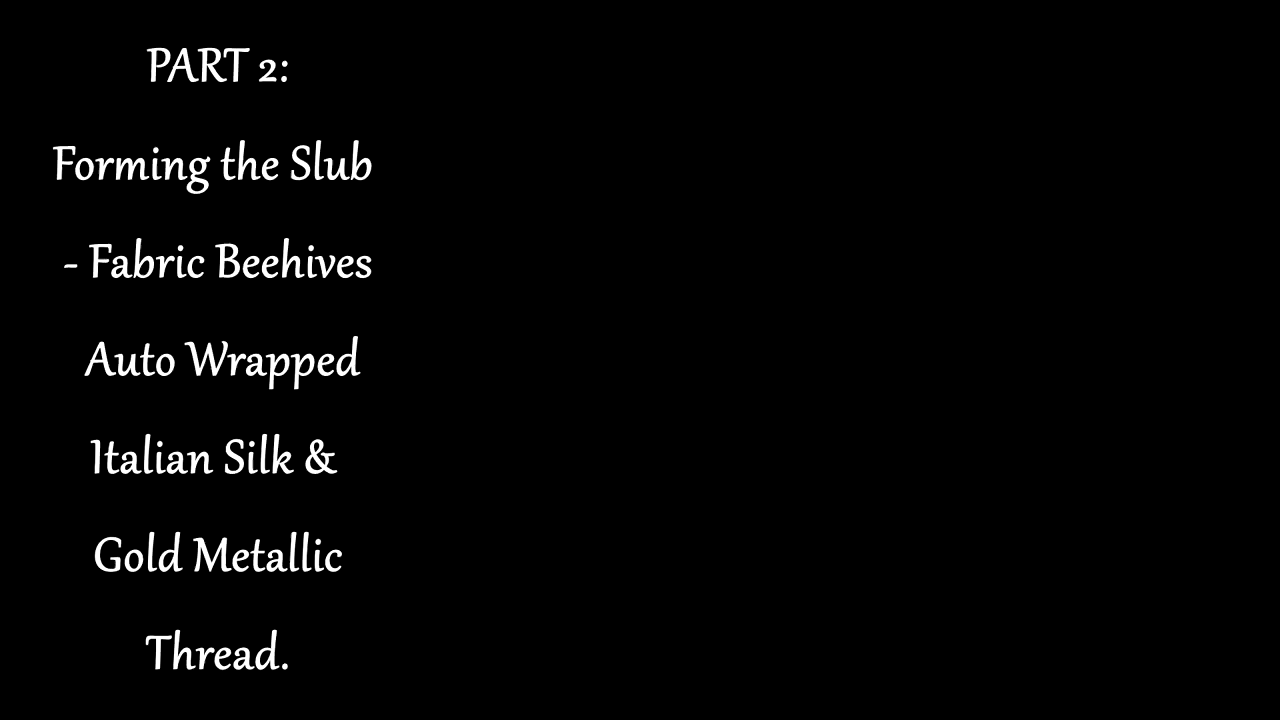 PART 2:
Forming the Slub
- Fabric Beehives
Auto Wrapped
Italian Silk &
Gold Metallic
Thread.